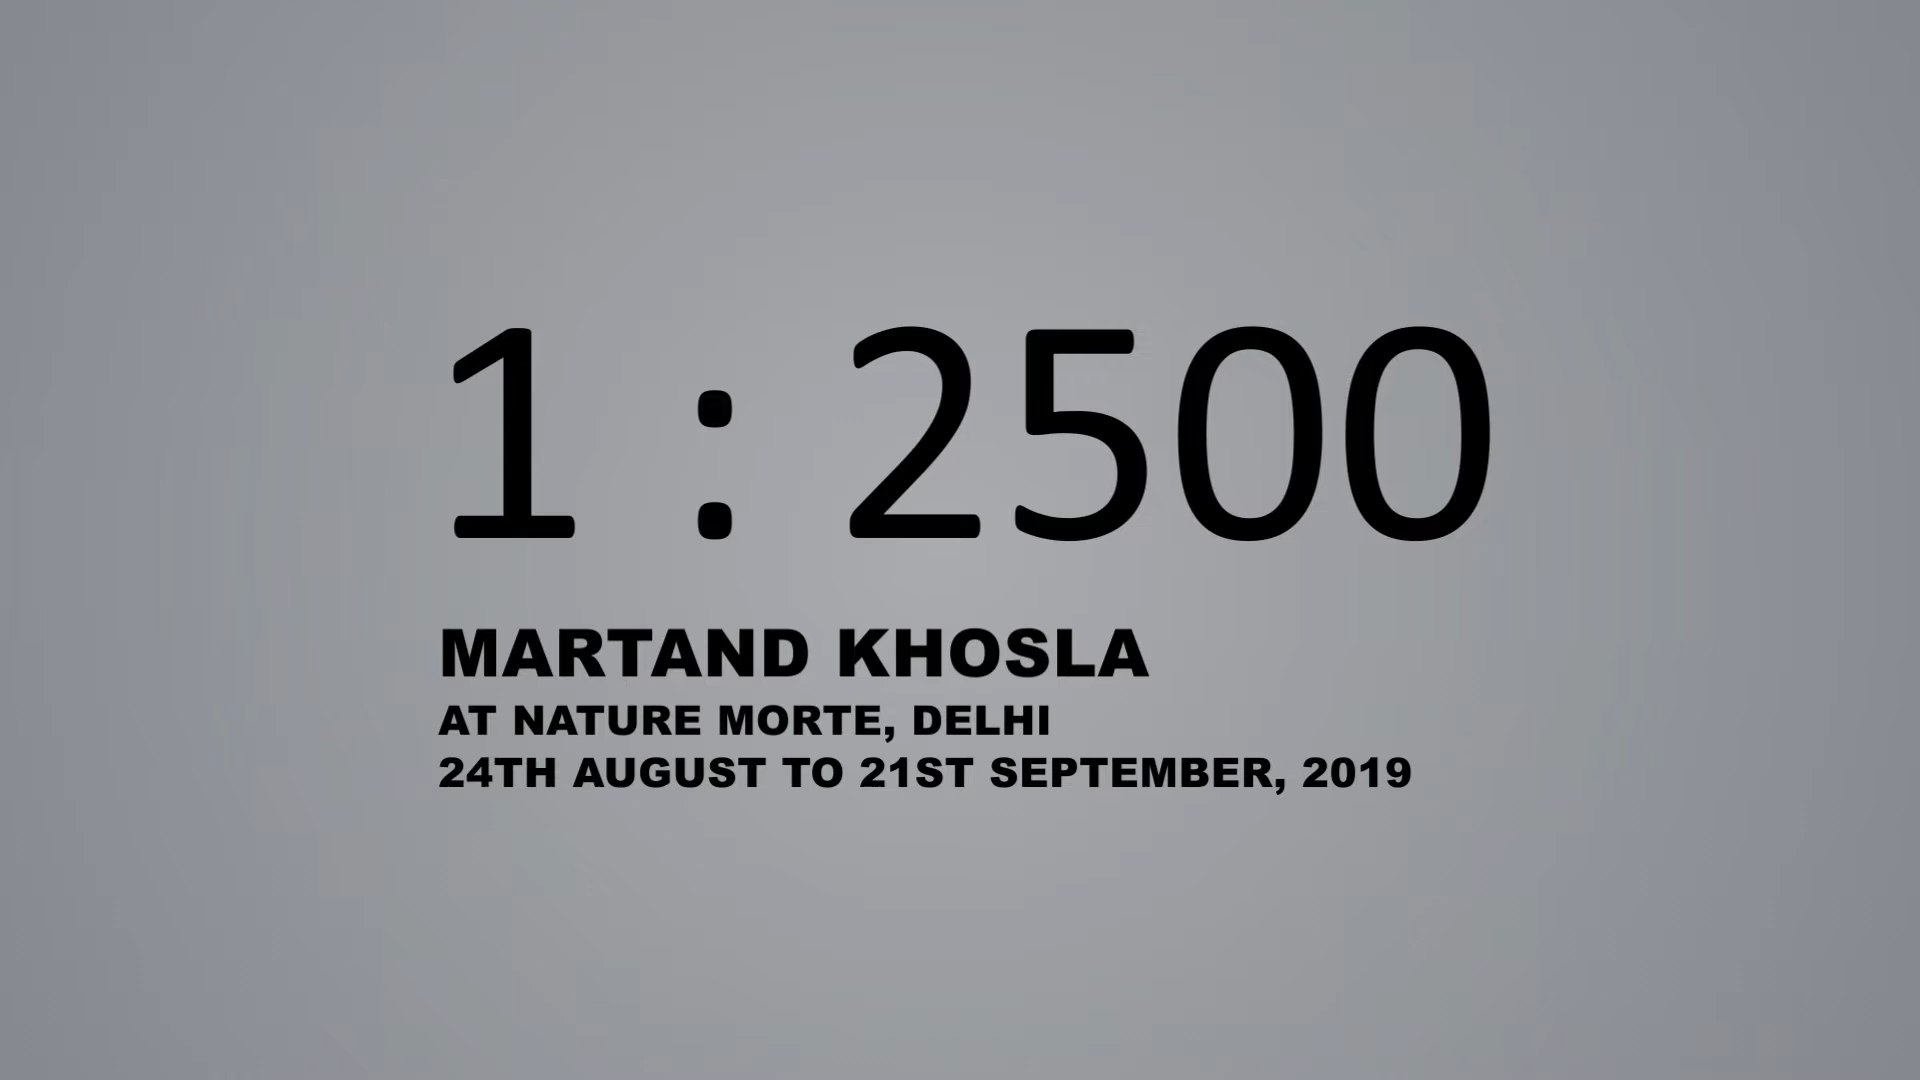 1 : 2500
MARTAND KHOSLA
AT NATURE MORTE, DELHI
24TH AUGUST TO 21ST SEPTEMBER, 2019